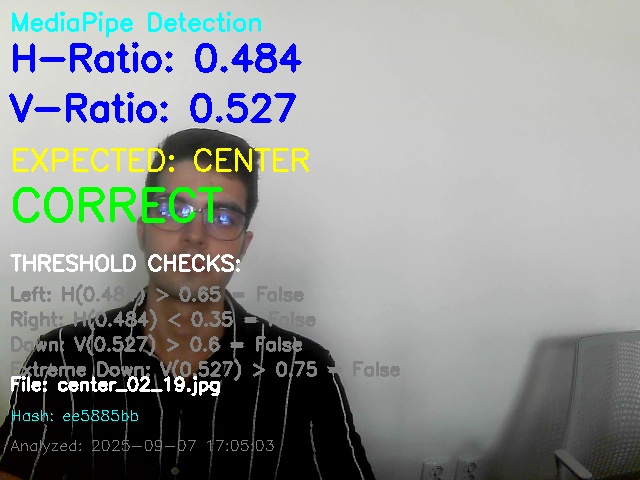 MediaPipe Detection
H-Ratio: 0.484
V-Ratio: 0.527
EXPECTED: CENTER
CORRECT
THRESHOLD CHECKS:
Left: H(0.484) > 0.65 = False
Right: H(0.484) < 0.35 = False
Down: V(0.527) > 0.6 = False
Extreme Down: V(0.527) > 0.75 = False
File: center_02_19.jpg
Hash: ee5885bb
Analyzed: 2025-09-07 17:05:03